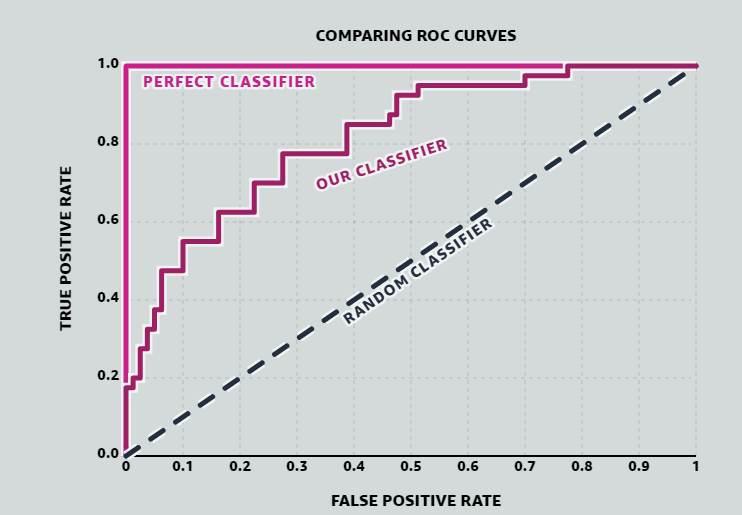 COMPARING ROC CURVES
1.0
PERFECT CLASSIFIER
0.8
OUR CLASSIFIER
TRUE POSITIVE RATE
0.6
RANDOM CLASSIFIER
0.4
0.2
0.0
0 0.1 0.2 0.3 0.4 0.5 0.6 0.7 0.8 0.9 1
FALSE POSITIVE RATE